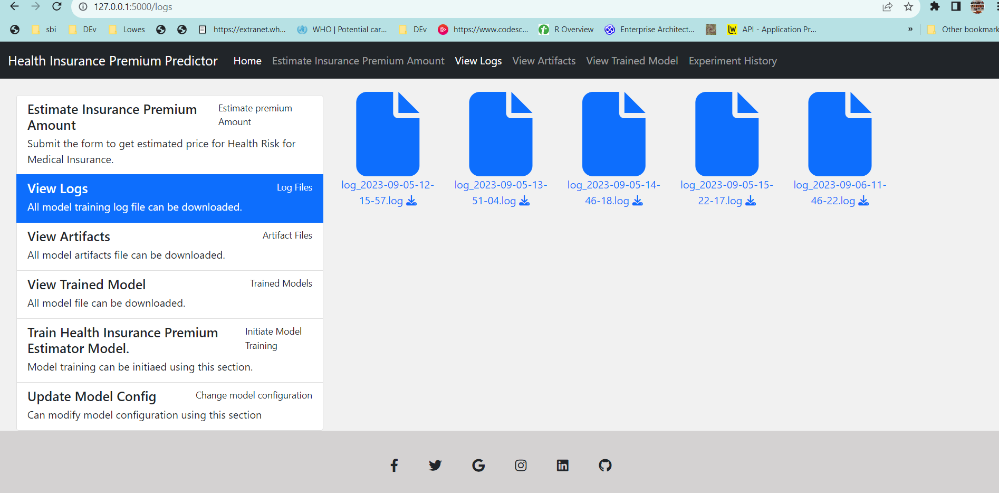 127.0.0.1:5000/logs
sbi DEv Lowes https://extranet.wh... WHO | Potential car... DEv https://www.codesc... R Overview Enterprise Architect... API - Application Pr... » Other bookmark
Health Insurance Premium Predictor Home Estimate Insurance Premium Amount View Logs View Artifacts View Trained Model Experiment History
Estimate Insurance Premium
Amount
Estimate premium
Amount
Submit the form to get estimated price for Health Risk for
Medical Insurance.
View Logs Log Files
All model training log file can be downloaded.
View Artifacts Artifact Files
All model artifacts file can be downloaded.
View Trained Model Trained Models
All model file can be downloaded.
Train Health Insurance Premium
Estimator Model.
Initiate Model
Training
Model training can be initiaed using this section.
Update Model Config Change model configuration
Can modify model configuration using this section
log_2023-09-05-12-
15-57.log
log_2023-09-05-13-
51-04.log
log_2023-09-05-14-
46-18.log
log_2023-09-05-15-
22-17.log
log_2023-09-06-11-
46-22.log